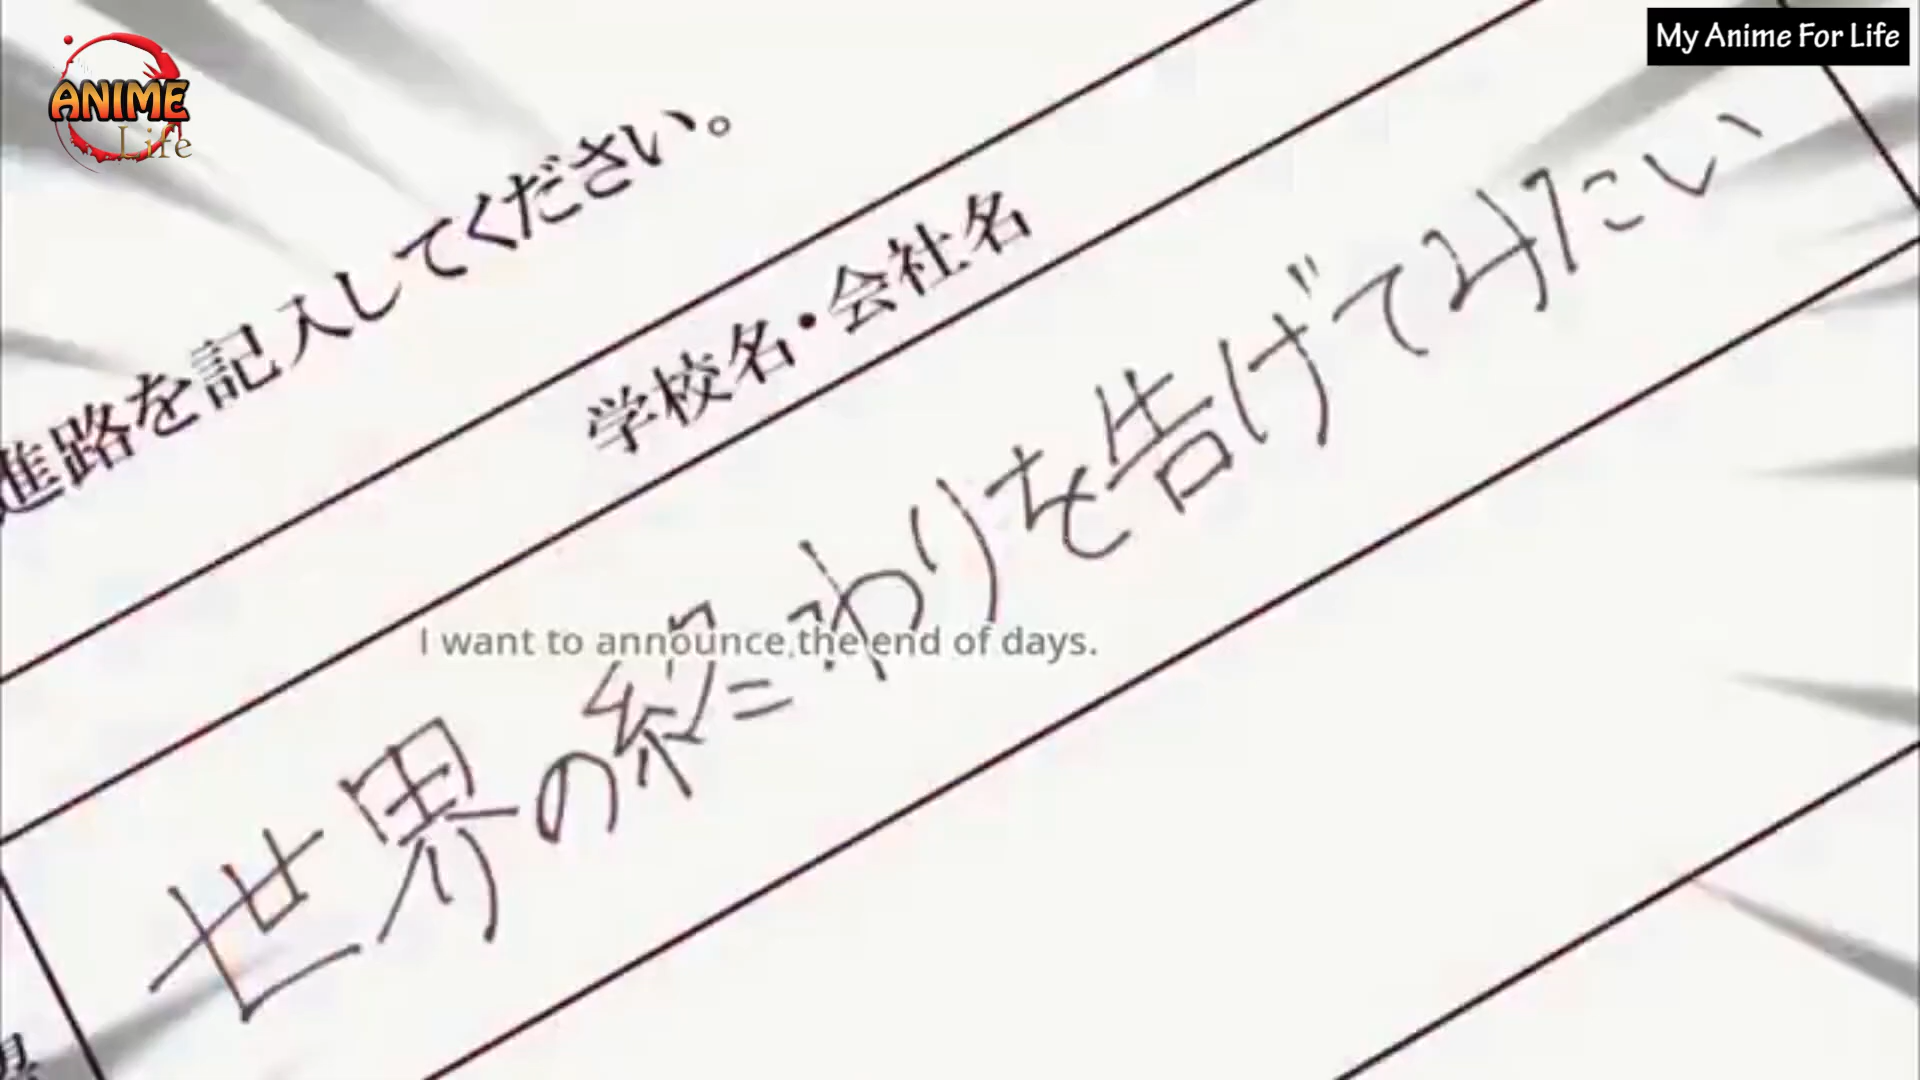 ANIME
Life
My Anime For Life
進路を記入してください。
学校名・会社名
世界の終わりを告げてみたい
I want to announce the end of days.